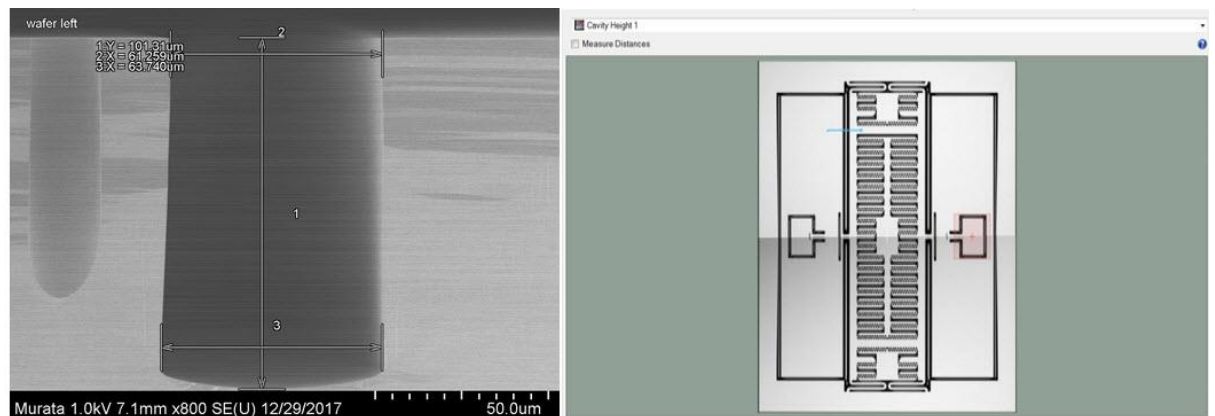 wafer left
1 Y = 101.31um
2 X = 61.259um
3 X = 63.740um
2
1
3
Murata 1.0kV 7.1mm x800 SE(U) 12/29/2017
50.0um
Cavity Height 1
Measure Distances
?